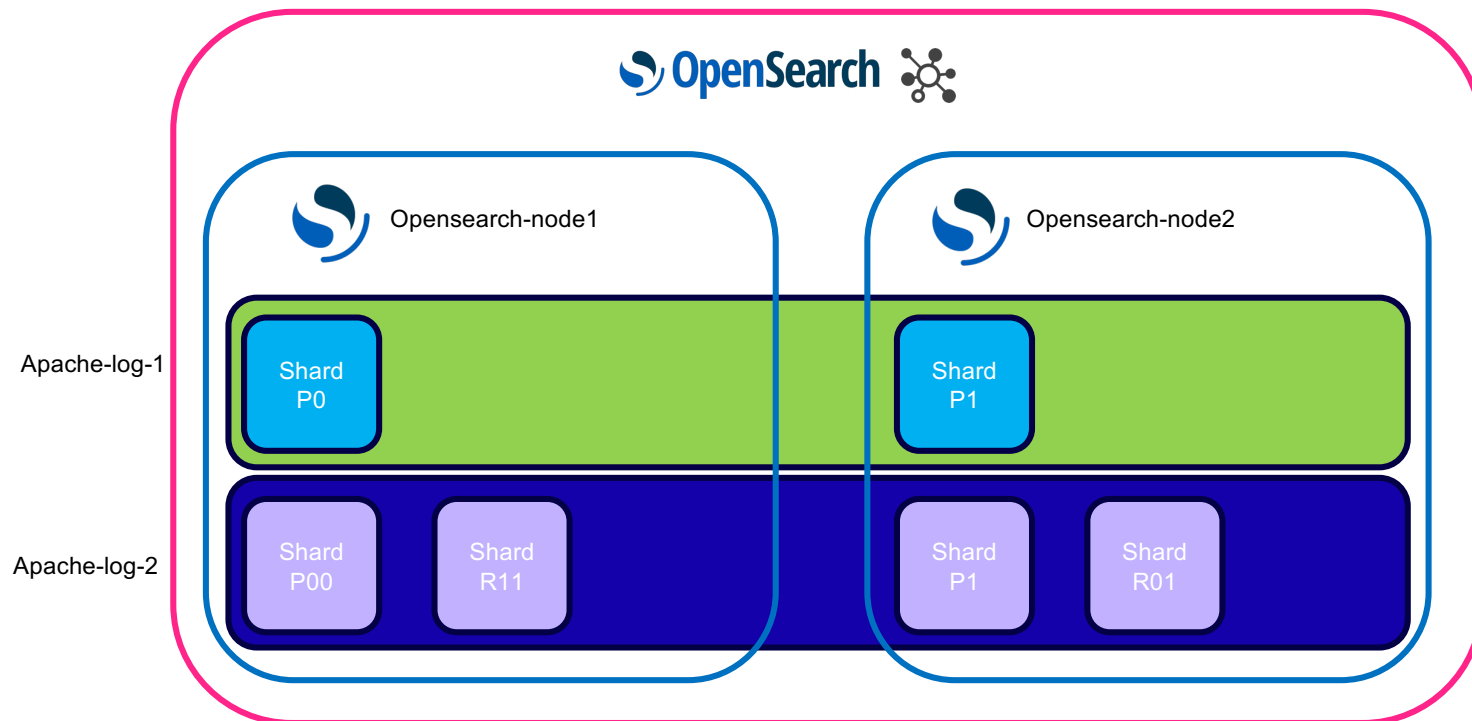 OpenSearch
Opensearch-node1
Opensearch-node2
Apache-log-1
Shard
P0
Shard
P1
Apache-log-2
Shard
P00
Shard
R11
Shard
P1
Shard
R01